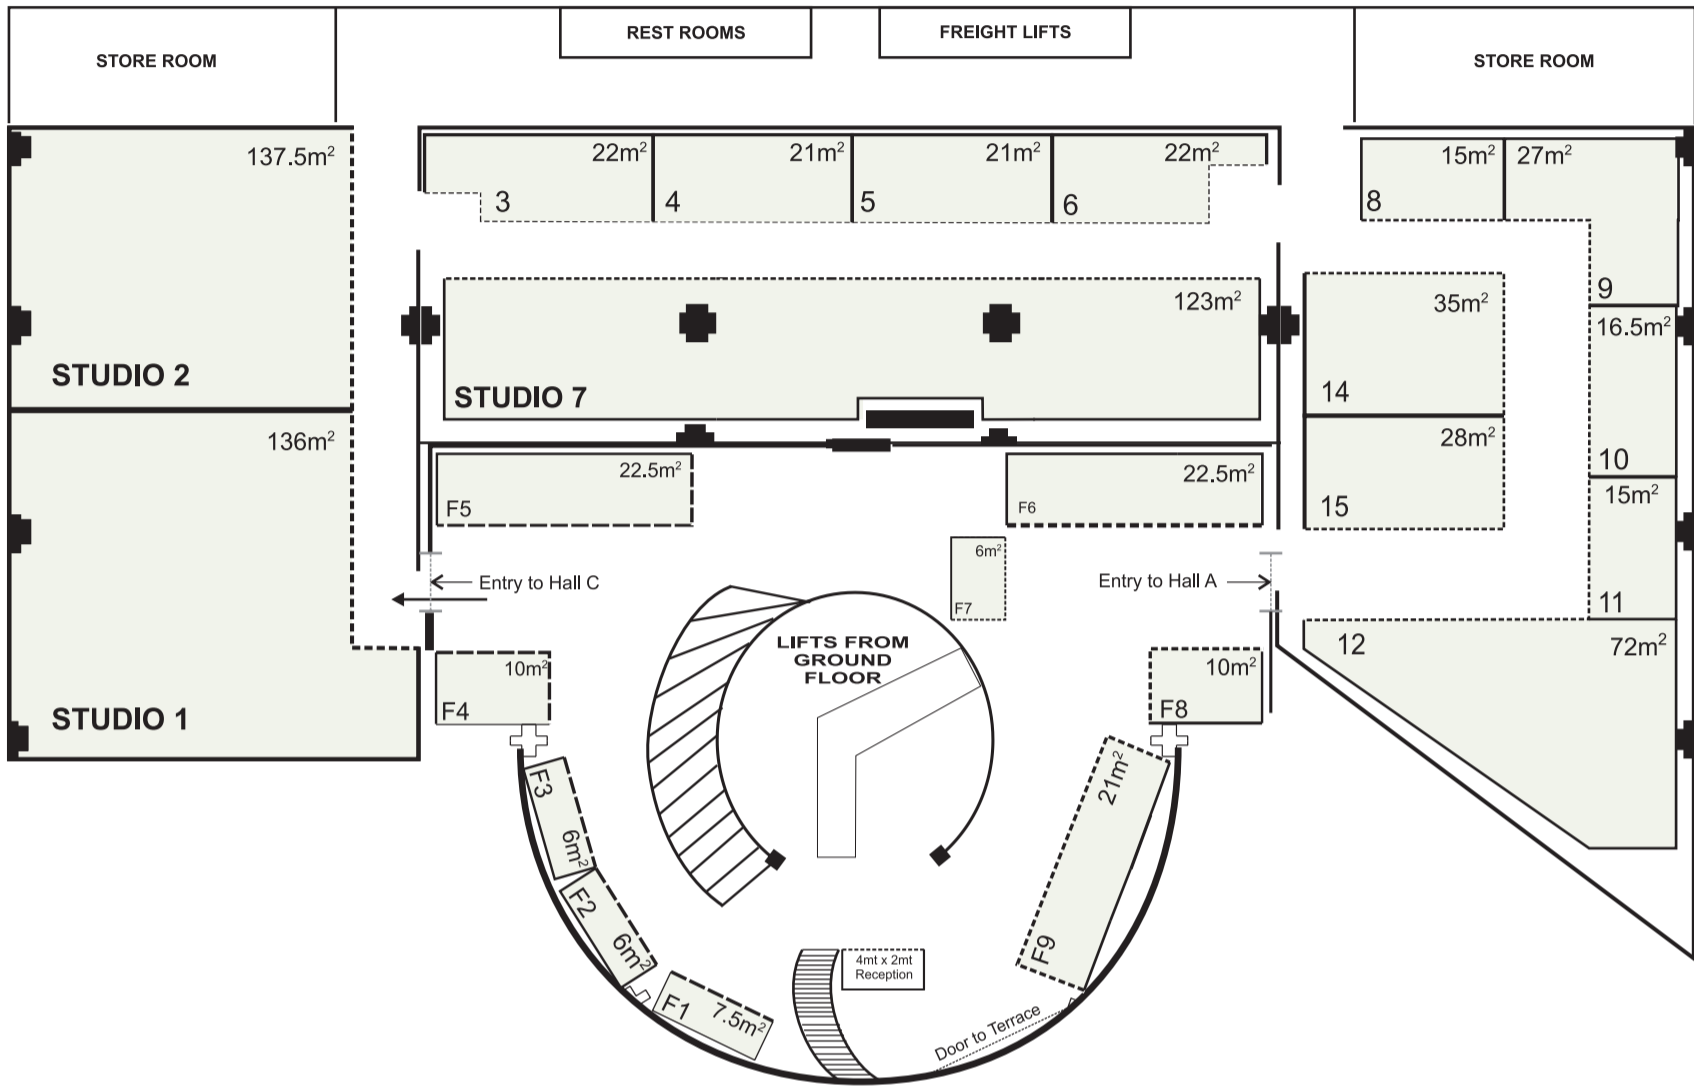 REST ROOMS
FREIGHT LIFTS
STORE ROOM
STORE ROOM
137.5m²
22m²
21m²
21m²
22m²
15m²
27m²
3
4
5
6
8
9
123m²
35m²
16.5m²
STUDIO 2
STUDIO 7
14
136m²
28m²
10
22.5m²
22.5m²
15m²
F5
F6
15
6m²
F7
Entry to Hall C
Entry to Hall A
11
LIFTS FROM
GROUND
FLOOR
12
72m²
10m²
10m²
F4
F8
STUDIO 1
F3
6m²
21m²
F2
6m²
F9
F1
7.5m²
4mt x 2mt
Reception
Door to Terrace